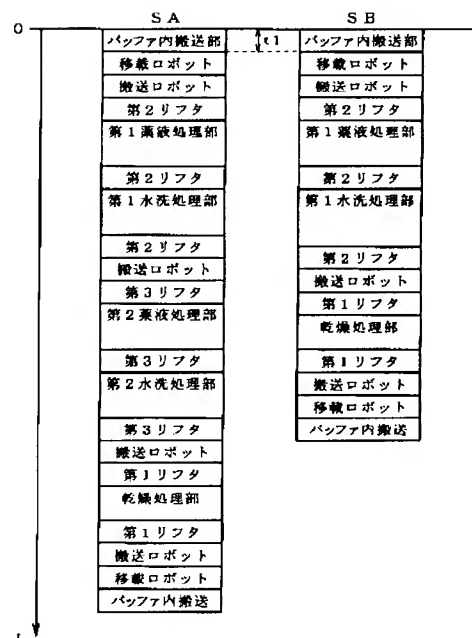 SA
SB
0
t1
バッファ内搬送部
移載ロボット
搬送ロボット
第2リフタ
第1薬液処理部
第2リフタ
第1水洗処理部
第2リフタ
搬送ロボット
第3リフタ
第2薬液処理部
第3リフタ
第2水洗処理部
第3リフタ
搬送ロボット
第1リフタ
乾燥処理部
第1リフタ
搬送ロボット
移載ロボット
バッファ内搬送
バッファ内搬送部
移載ロボット
搬送ロボット
第2リフタ
第1薬液処理部
第2リフタ
第1水洗処理部
第2リフタ
搬送ロボット
第1リフタ
乾燥処理部
第1リフタ
搬送ロボット
移載ロボット
バッファ内搬送
t